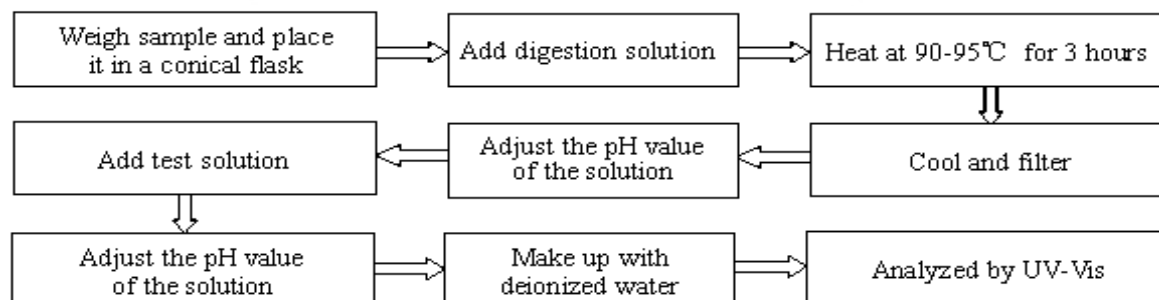 Weigh sample and place
it in a conical flask
Add digestion solution
Heat at 90-95℃ for 3 hours
Cool and filter
Adjust the pH value
of the solution
Add test solution
Adjust the pH value
of the solution
Make up with
deionized water
Analyzed by UV-Vis